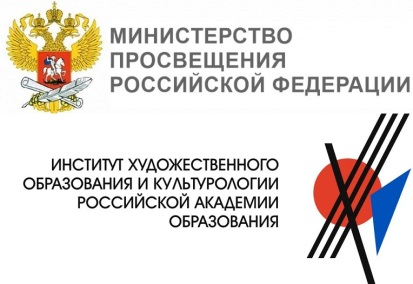 МИНИСТЕРСТВО
ПРОСВЕЩЕНИЯ
РОССИЙСКОЙ ФЕДЕРАЦИИ
ИНСТИТУТ ХУДОЖЕСТВЕННОГО
ОБРАЗОВАНИЯ И КУЛЬТУРОЛОГИИ
РОССИЙСКОЙ АКАДЕМИИ
ОБРАЗОВАНИЯ